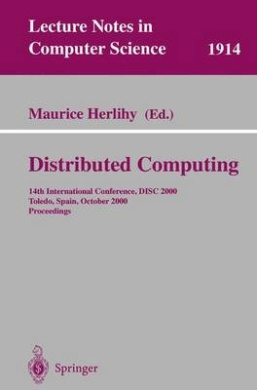 Lecture Notes in
Computer Science 1914
Maurice Herlihy (Ed.)
Distributed Computing
14th International Conference, DISC 2000
Toledo, Spain, October 2000
Proceedings
Springer